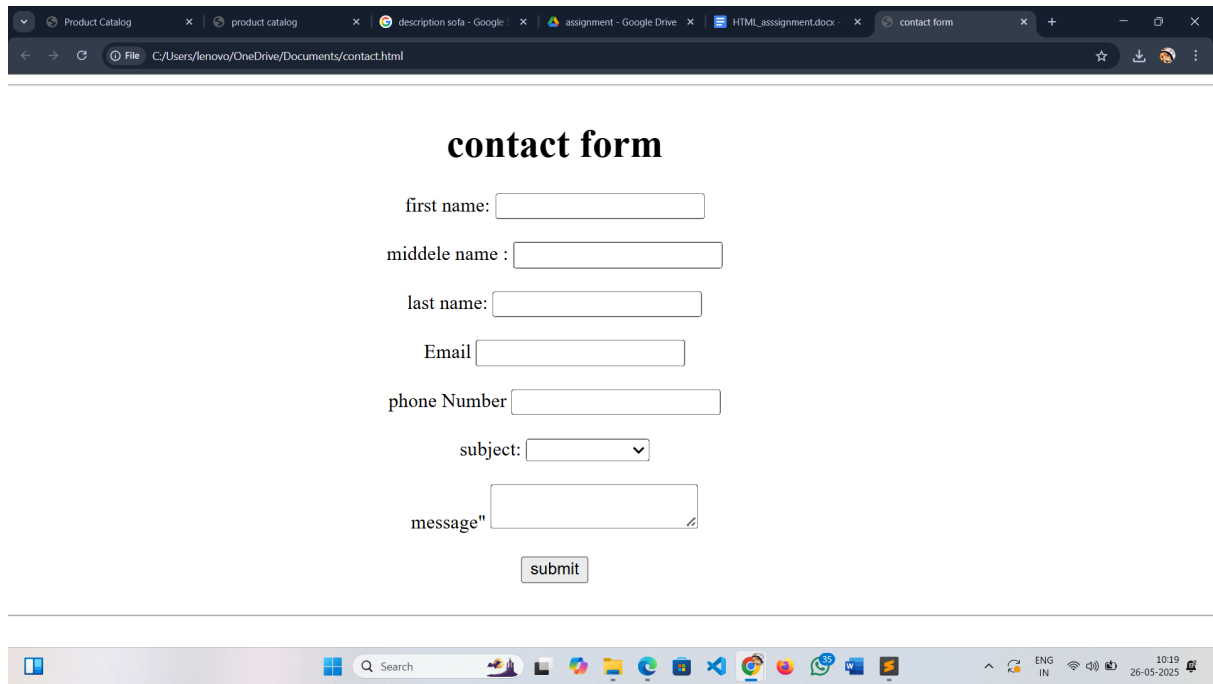 Product Catalog
product catalog
description sofa - Google S
assignment - Google Drive
HTML_asssignment.docx -
contact form
File C:/Users/lenovo/OneDrive/Documents/contact.html
contact form
first name:
middele name :
last name:
Email
phone Number
subject:
message"
submit
Search
35
ENG
IN
10:19
26-05-2025